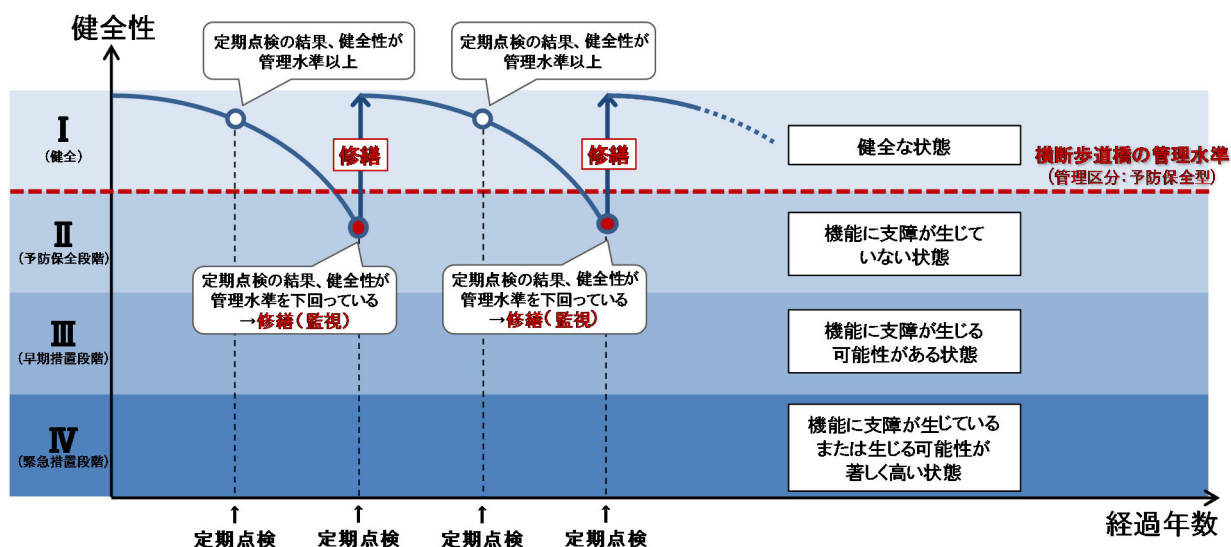 健全性
定期点検の結果、健全性が
管理水準以上
定期点検の結果、健全性が
管理水準以上
Ⅰ
(健全)
修繕
修繕
健全な状態
横断歩道橋の管理水準
(管理区分:予防保全型)
Ⅱ
(予防保全段階)
機能に支障が生じて
いない状態
定期点検の結果、健全性が
管理水準を下回っている
→修繕(監視)
定期点検の結果、健全性が
管理水準を下回っている
→修繕(監視)
Ⅲ
(早期措置段階)
機能に支障が生じる
可能性がある状態
Ⅳ
(緊急措置段階)
機能に支障が生じている
または生じる可能性が
著しく高い状態
定期点検
定期点検
定期点検
定期点検
経過年数